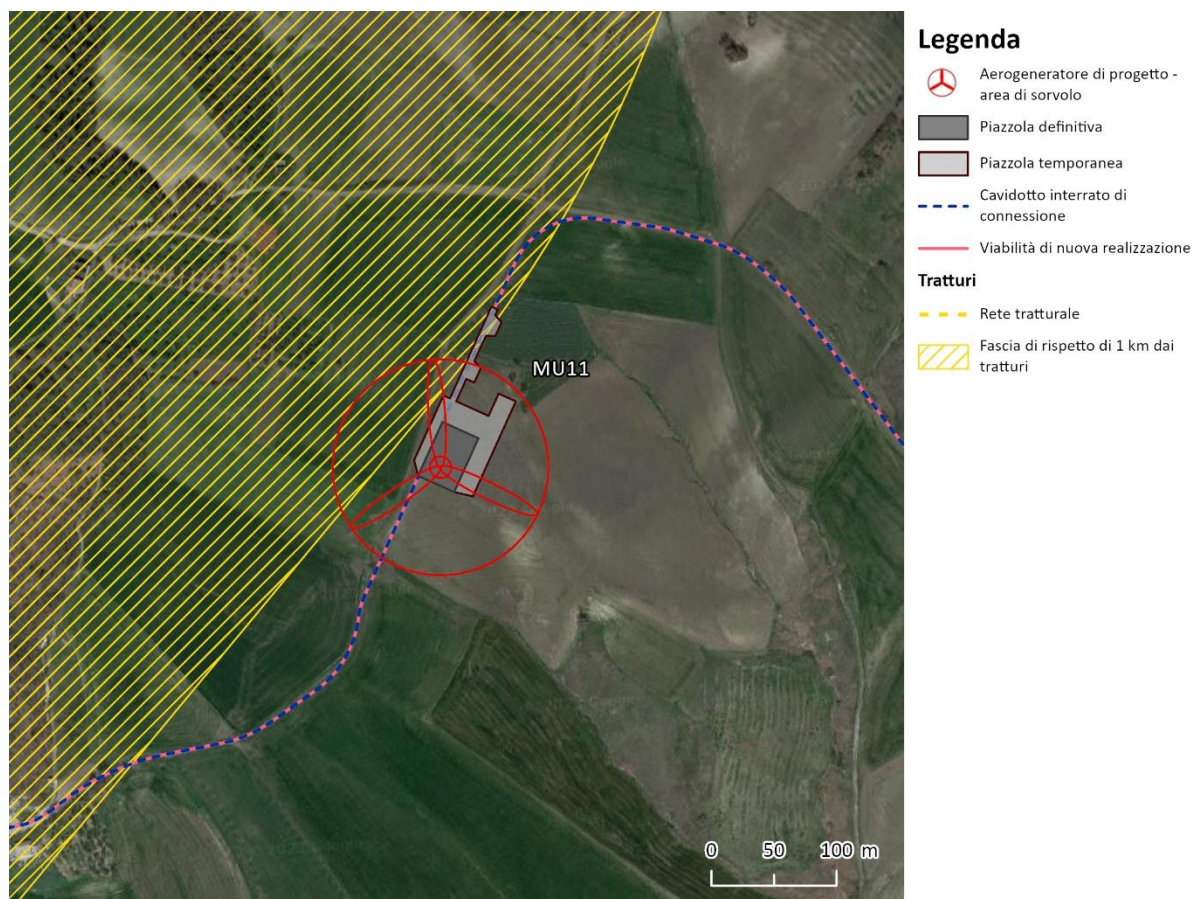 Legenda
Aerogeneratore di progetto -
area di sorvolo
Piazzola definitiva
Piazzola temporanea
Cavidotto interrato di
connessione
Viabilità di nuova realizzazione
Tratturi
Rete tratturale
Fascia di rispetto di 1 km dai
tratturi
MU11
0 50 100 m